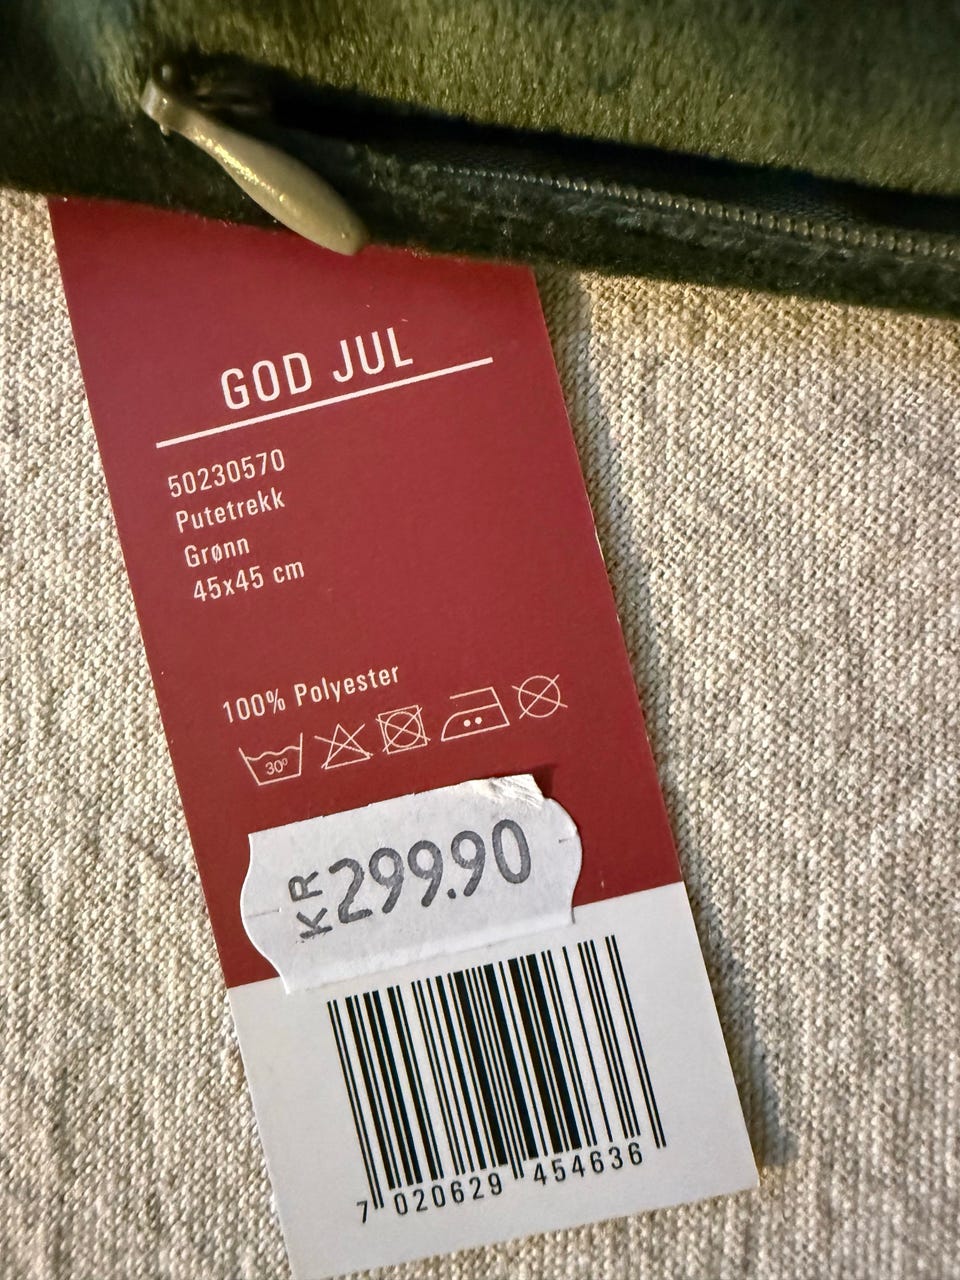 GOD JUL
50230570
Putetrekk
Grønn
45x45 cm
100% Polyester
30°
KR 299.90
7 020629 454636